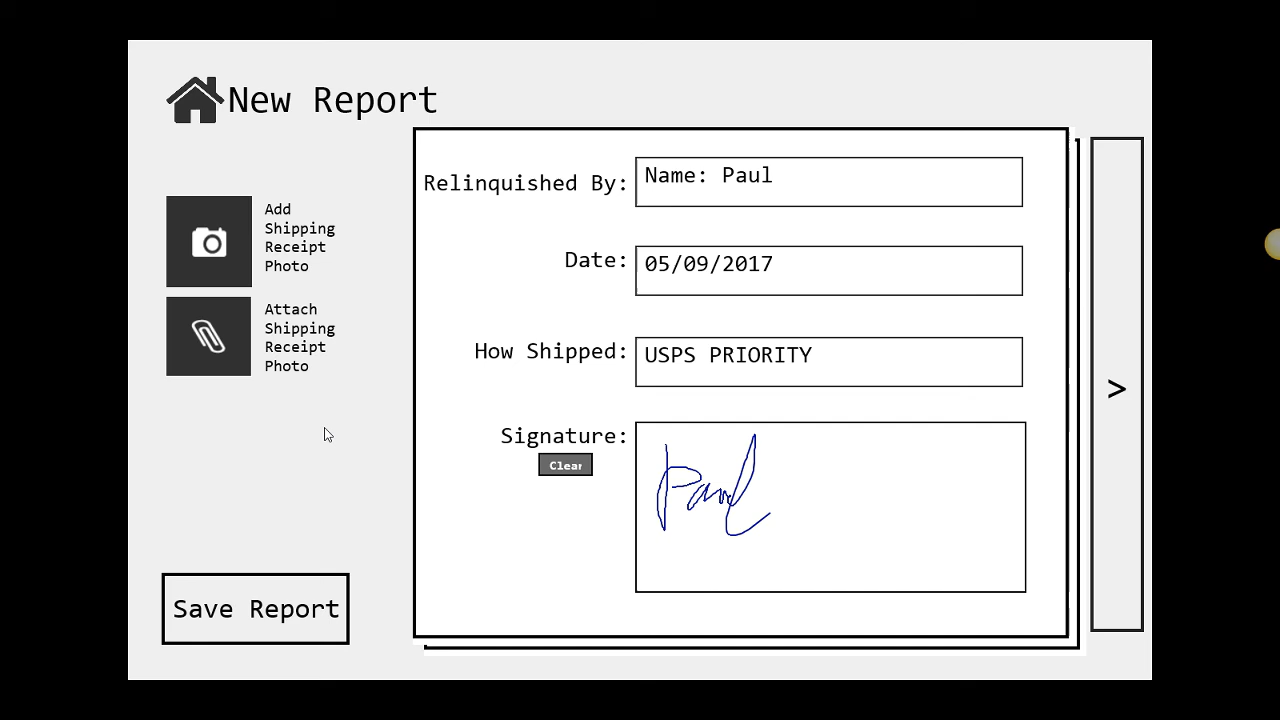 New Report
Add
Shipping
Receipt
Photo
Attach
Shipping
Receipt
Photo
Save Report
Relinquished By: Name: Paul
Date: 05/09/2017
How Shipped: USPS PRIORITY
Signature:
Clear
Paul
>